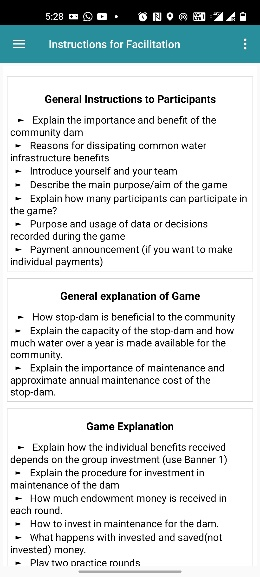 5:28
Instructions for Facilitation
General Instructions to Participants
► Explain the importance and benefit of the
community dam
► Reasons for dissipating common water
infrastructure benefits
► Introduce yourself and your team
► Describe the main purpose/aim of the game
► Explain how many participants can participate in
the game?
► Purpose and usage of data or decisions
recorded during the game
► Payment announcement (if you want to make
individual payments)
General explanation of Game
► How stop-dam is beneficial to the community
► Explain the capacity of the stop-dam and how
much water over a year is made available for the
community.
► Explain the importance of maintenance and
approximate annual maintenance cost of the
stop-dam.
Game Explanation
► Explain how the individual benefits received
depends on the group investment (use Banner 1)
► Explain the procedure for investment in
maintenance of the dam
► How much endowment money is received in
each round.
► How to invest in maintenance for the dam.
► What happens with invested and saved(not
invested) money.
► Play two practice rounds